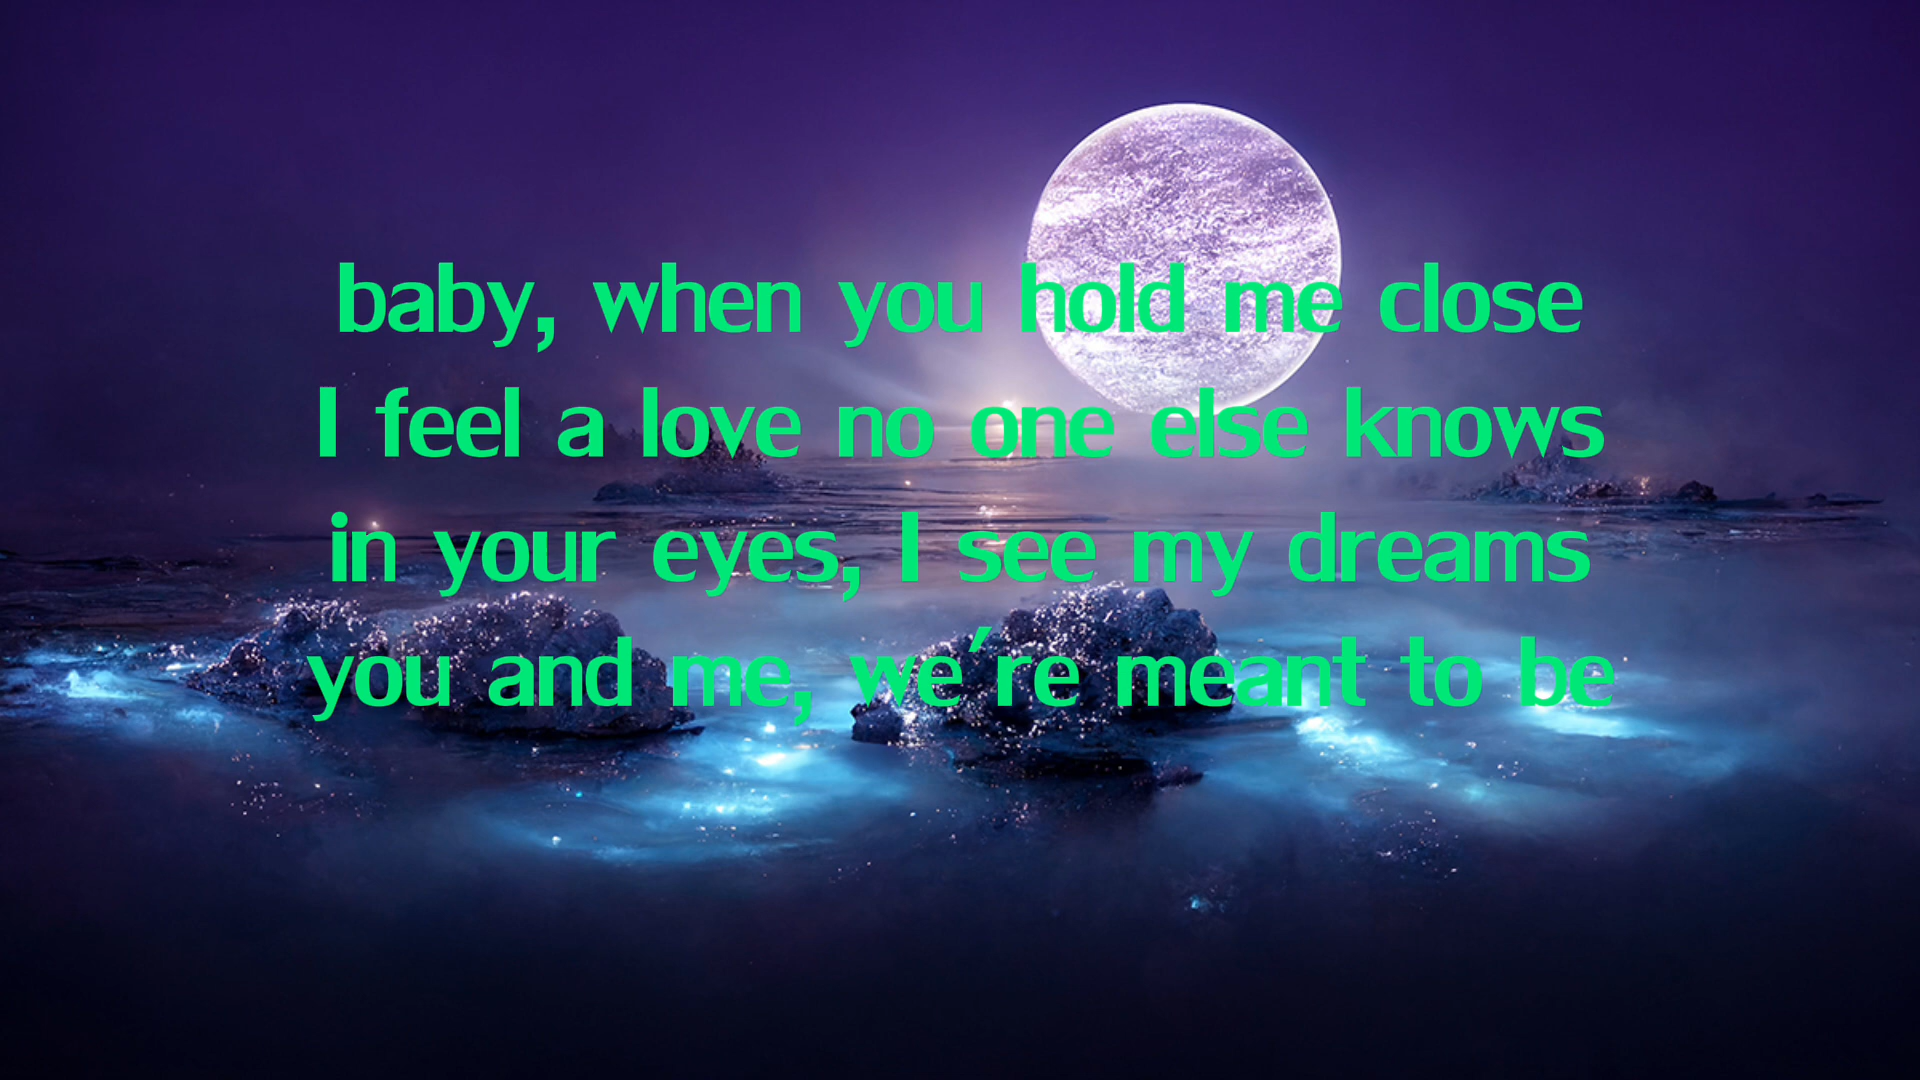 baby, when you hold me close
I feel a love no one else knows
in your eyes, I see my dreams
you and me, we're meant to be